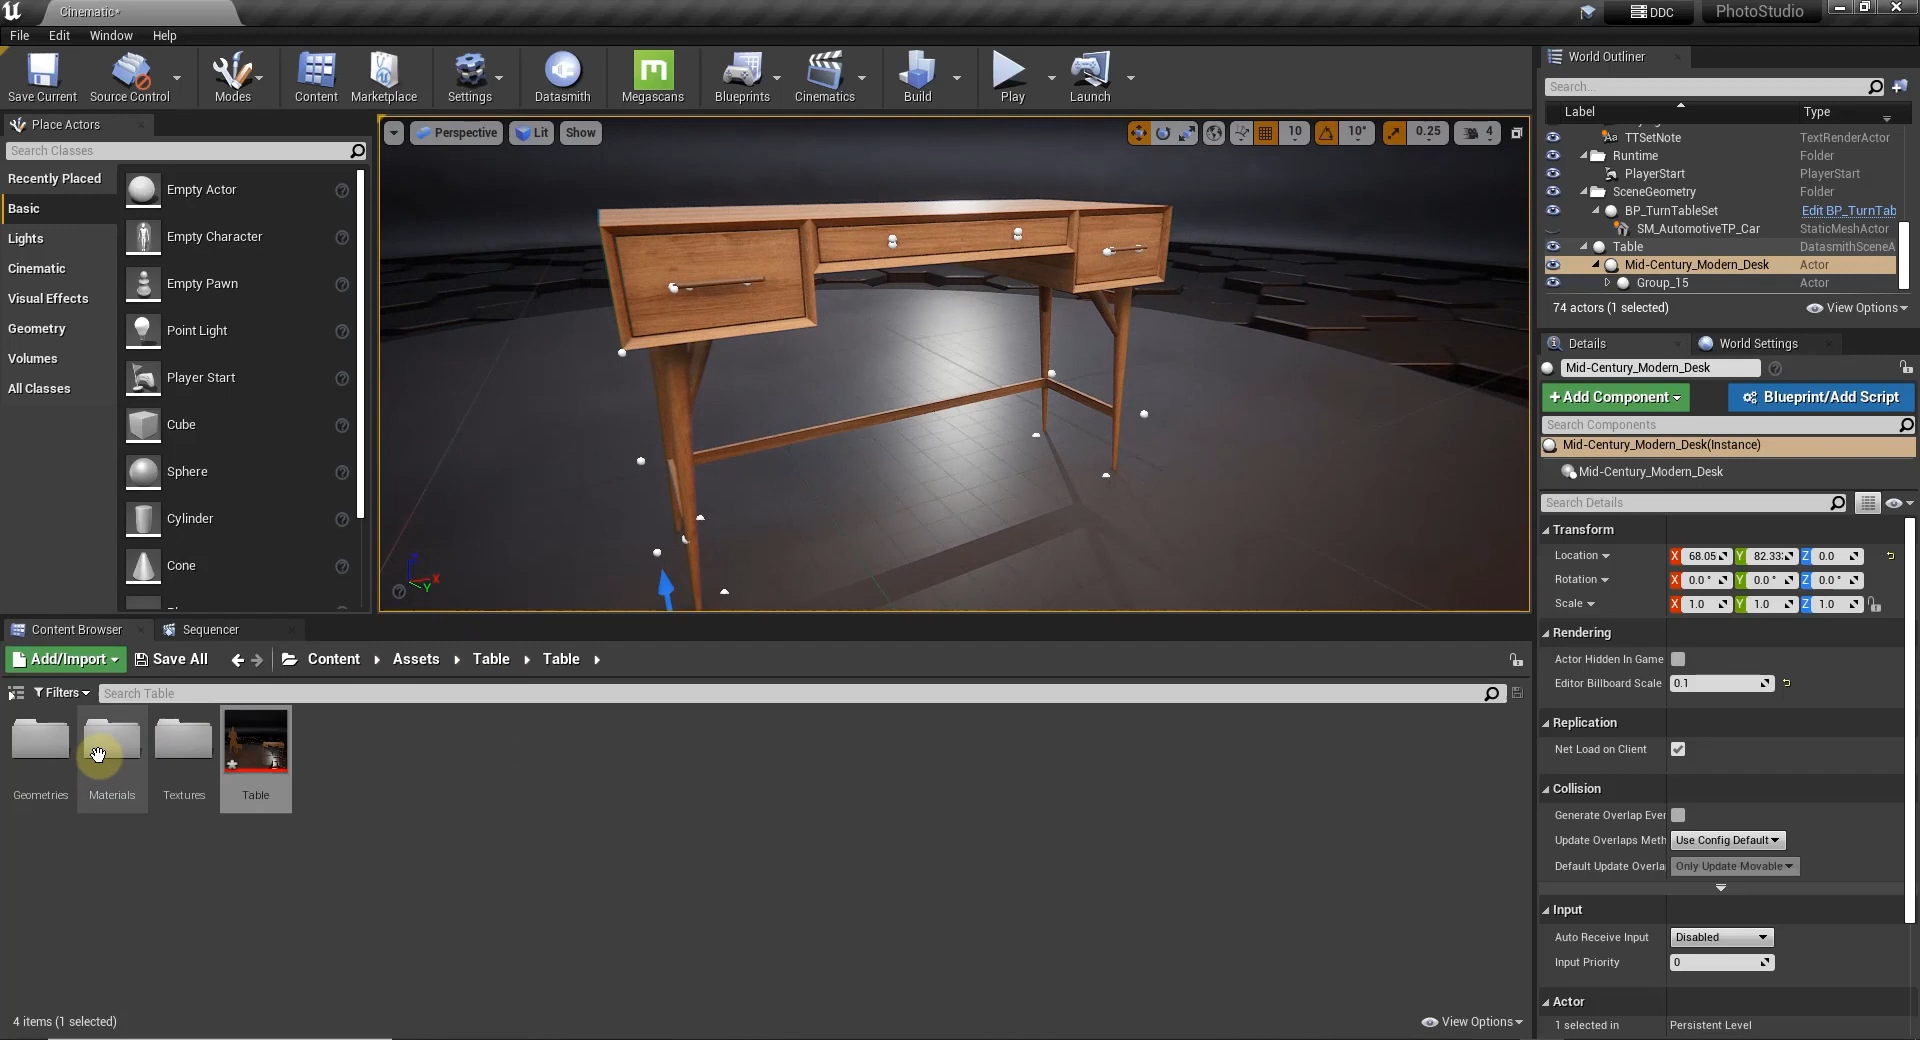 Cinematic*
DDC
PhotoStudio
File Edit Window Help
Save Current
Source Control
Modes
Content
Marketplace
Settings
Datasmith
Megascans
Blueprints
Cinematics
Build
Play
Launch
Place Actors
Search Classes
Recently Placed
Basic
Lights
Cinematic
Visual Effects
Geometry
Volumes
All Classes
Empty Actor
Empty Character
Empty Pawn
Point Light
Player Start
Cube
Sphere
Cylinder
Cone
Perspective
Lit
Show
10
10°
0.25
4
X
Y
World Outliner
Search...
Label Type
TTSetNote TextRenderActor
Runtime Folder
PlayerStart PlayerStart
SceneGeometry Folder
BP_TurnTableSet Edit BP_TurnTab
SM_AutomotiveTP_Car StaticMeshActor
Table DatasmithSceneA
Mid-Century_Modern_Desk Actor
Group_15 Actor
74 actors (1 selected)
View Options
Details
World Settings
Mid-Century_Modern_Desk
+Add Component
Blueprint/Add Script
Search Components
Mid-Century_Modern_Desk(Instance)
Mid-Century_Modern_Desk
Search Details
Transform
Location X 68.05 Y 82.33 Z 0.0
Rotation X 0.0 ° Y 0.0 ° Z 0.0 °
Scale X 1.0 Y 1.0 Z 1.0
Rendering
Actor Hidden In Game
Editor Billboard Scale 0.1
Replication
Net Load on Client
Collision
Generate Overlap Ever
Update Overlaps Meth Use Config Default
Default Update Overla Only Update Movable
Input
Auto Receive Input Disabled
Input Priority 0
Actor
1 selected in Persistent Level
Content Browser
Sequencer
Add/Import
Save All
Content
Assets
Table
Table
Filters
Search Table
Geometries
Materials
Textures
Table
4 items (1 selected)
View Options